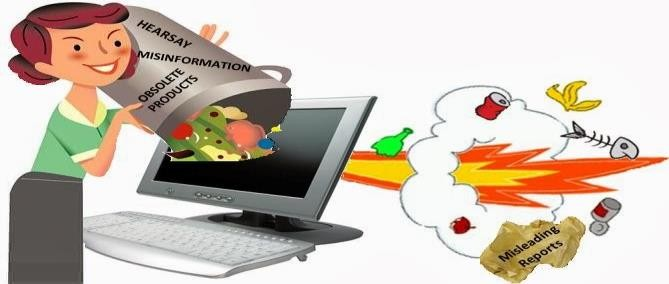 HEARSAY
MISINFORMATION
OBSOLETE
PRODUCTS
Misleading
Reports